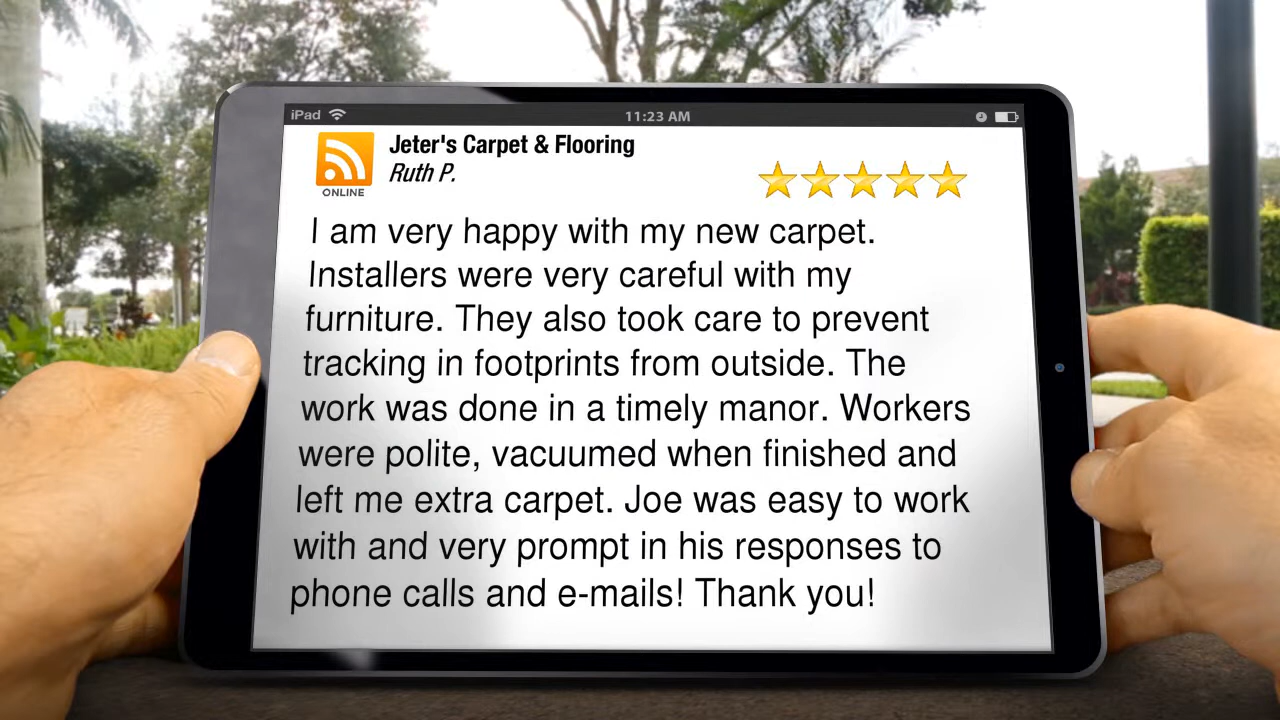 iPad
11:23 AM
Jeter's Carpet & Flooring
Ruth P.
ONLINE
I am very happy with my new carpet.
Installers were very careful with my
furniture. They also took care to prevent
tracking in footprints from outside. The
work was done in a timely manor. Workers
were polite, vacuumed when finished and
left me extra carpet. Joe was easy to work
with and very prompt in his responses to
phone calls and e-mails! Thank you!